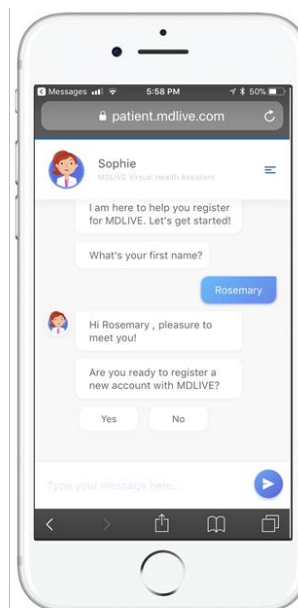 Messages 5:58 PM 50%
patient.mdlive.com
Sophie
MDLIVE Virtual Health Assistant
I am here to help you register
for MDLIVE. Let's get started!
What's your first name?
Rosemary
Hi Rosemary , pleasure to
meet you!
Are you ready to register a
new account with MDLIVE?
Yes No
Type your message here...